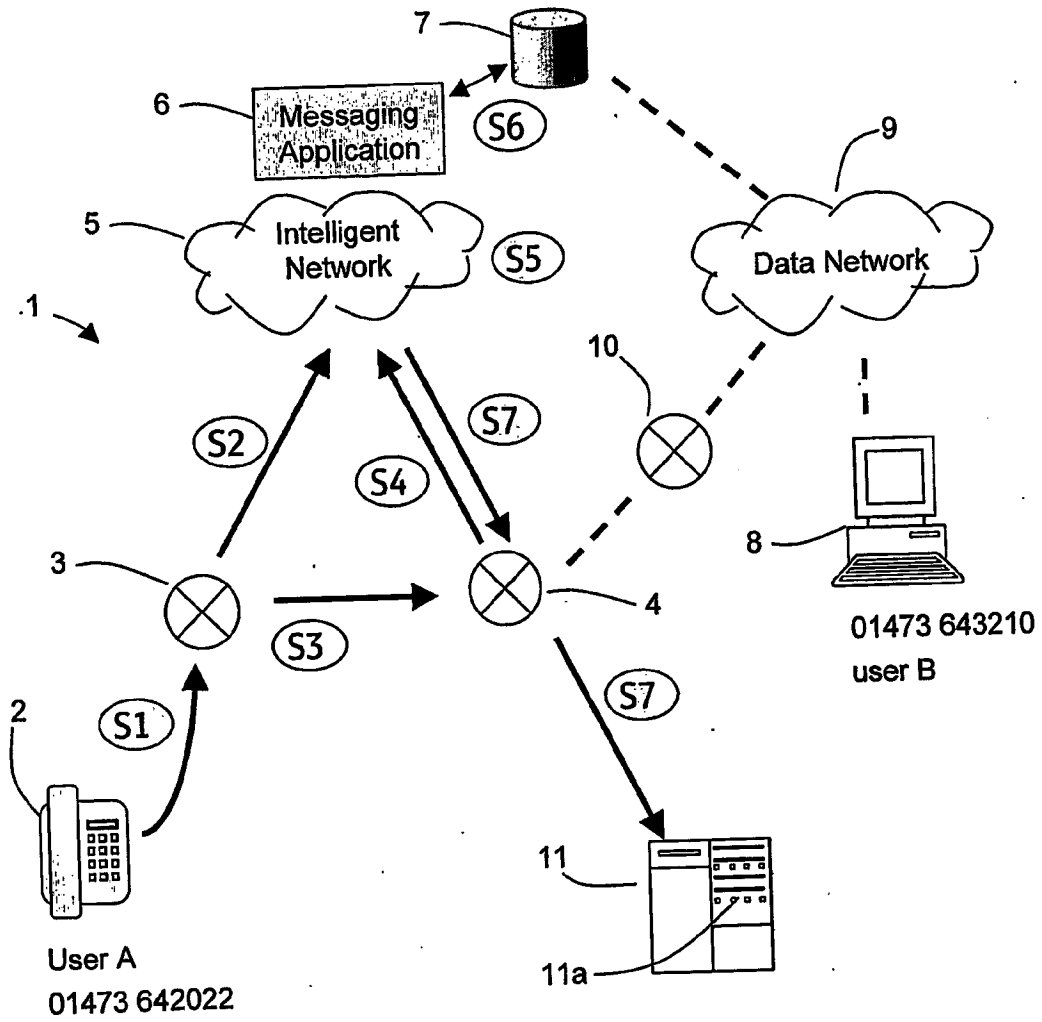 7
6
Messaging
Application
S6
9
5
Intelligent
Network
S5
Data Network
.1
10
S2
S7
S4
3
8
4
S3
01473 643210
user B
S7
2
S1
11
11a
User A
01473 642022